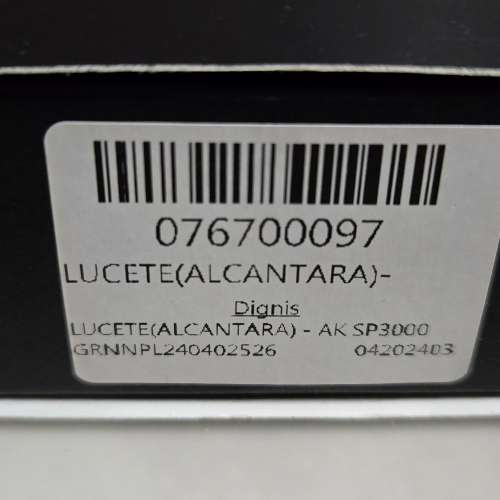 076700097
LUCETE(ALCANTARA)-
Dignis
LUCETE(ALCANTARA) - AK SP3000
GRNNPL240402526 04202403